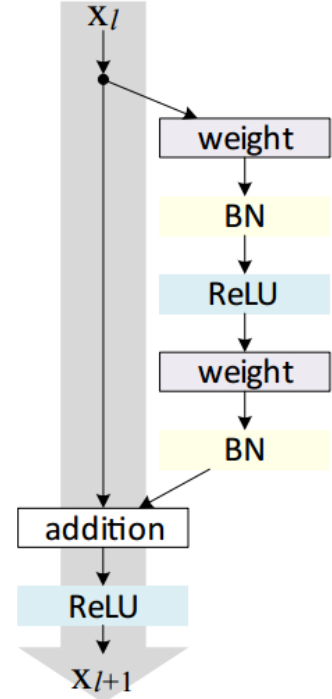 x_l
weight
BN
ReLU
weight
BN
addition
ReLU
x_{l+1}